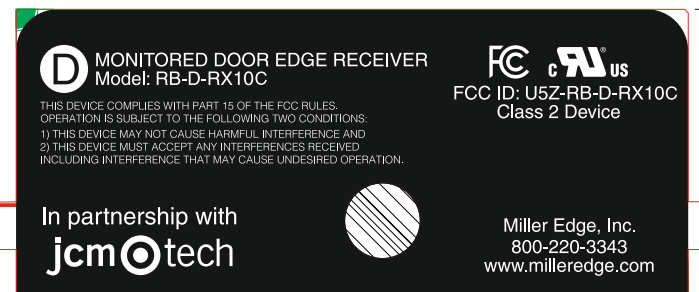 D
MONITORED DOOR EDGE RECEIVER
Model: RB-D-RX10C
THIS DEVICE COMPLIES WITH PART 15 OF THE FCC RULES.
OPERATION IS SUBJECT TO THE FOLLOWING TWO CONDITIONS:
1) THIS DEVICE MAY NOT CAUSE HARMFUL INTERFERENCE AND
2) THIS DEVICE MUST ACCEPT ANY INTERFERENCES RECEIVED
INCLUDING INTERFERENCE THAT MAY CAUSE UNDESIRED OPERATION.
In partnership with
jcm tech
FC c RU US
FCC ID: U5Z-RB-D-RX10C
Class 2 Device
Miller Edge, Inc.
800-220-3343
www.milleredge.com